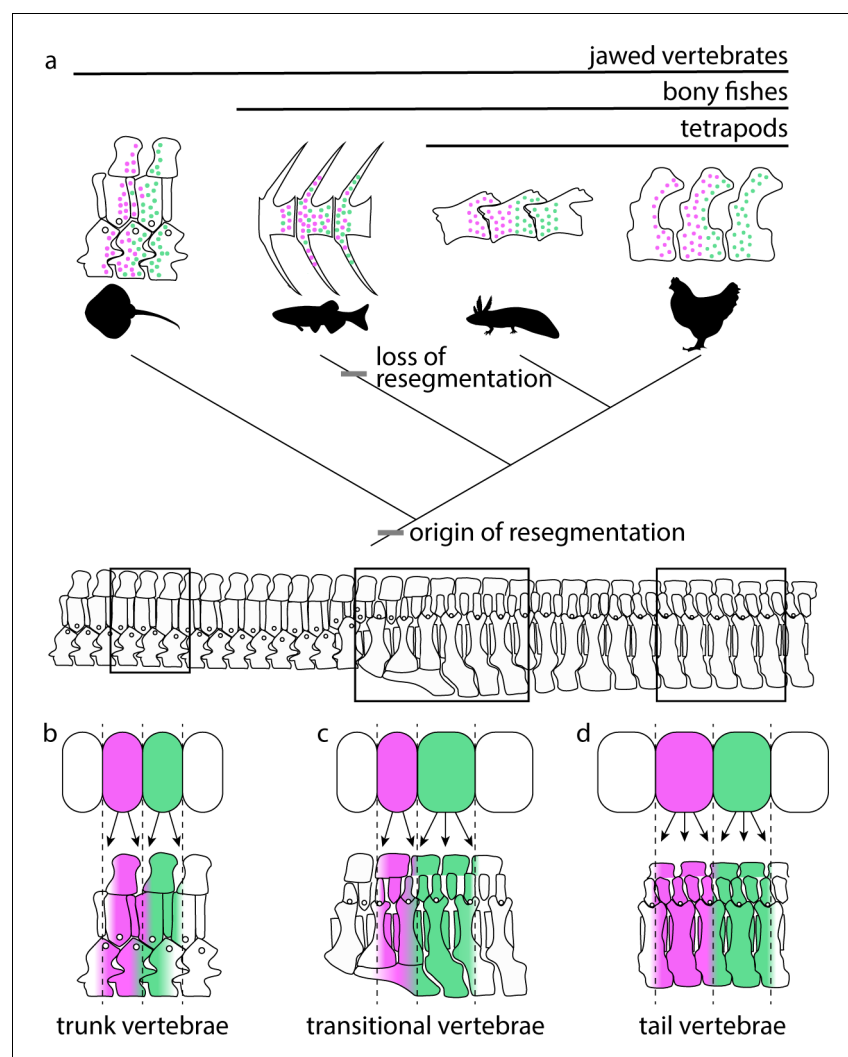 a
jawed vertebrates
bony fishes
tetrapods
loss of
resegmentation
origin of resegmentation
b
c
d
trunk vertebrae
transitional vertebrae
tail vertebrae